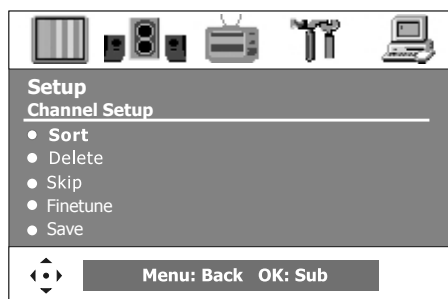 Setup
Channel Setup
Sort
Delete
Skip
Finetune
Save
Menu: Back OK: Sub